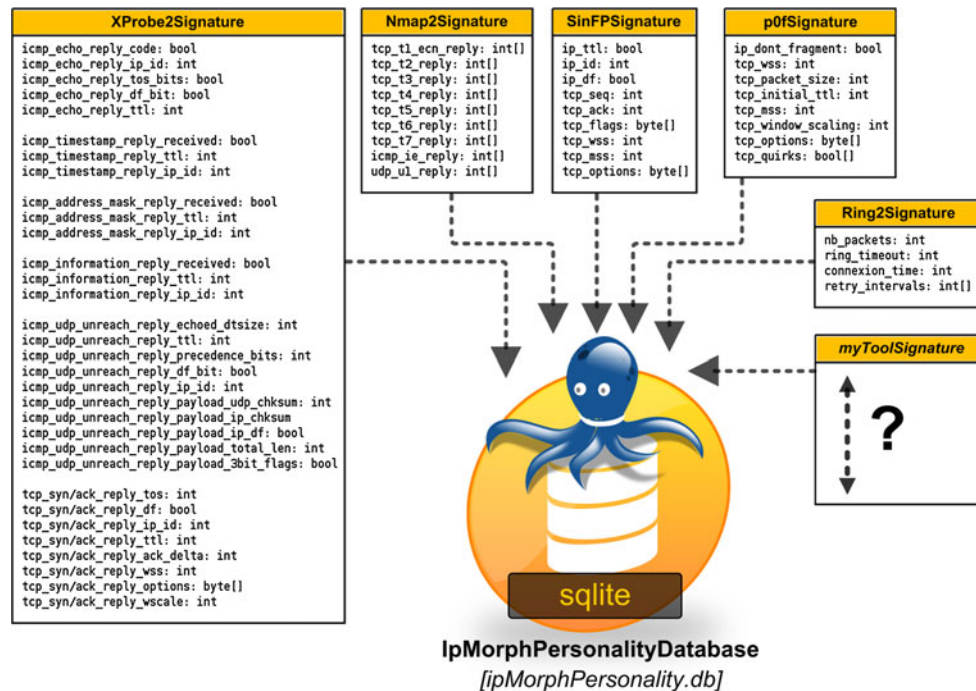 XProbe2Signature
icmp_echo_reply_code: bool
icmp_echo_reply_ip_id: int
icmp_echo_reply_tos_bits: bool
icmp_echo_reply_df_bit: bool
icmp_echo_reply_ttl: int
icmp_timestamp_reply_received: bool
icmp_timestamp_reply_ttl: int
icmp_timestamp_reply_ip_id: int
icmp_address_mask_reply_received: bool
icmp_address_mask_reply_ttl: int
icmp_address_mask_reply_ip_id: int
icmp_information_reply_received: bool
icmp_information_reply_ttl: int
icmp_information_reply_ip_id: int
icmp_udp_unreach_reply_echoed_dtsize: int
icmp_udp_unreach_reply_ttl: int
icmp_udp_unreach_reply_precedence_bits: int
icmp_udp_unreach_reply_df_bit: bool
icmp_udp_unreach_reply_ip_id: int
icmp_udp_unreach_reply_payload_udp_chksum: int
icmp_udp_unreach_reply_payload_ip_chksum
icmp_udp_unreach_reply_payload_ip_df: bool
icmp_udp_unreach_reply_payload_total_len: int
icmp_udp_unreach_reply_payload_3bit_flags: bool
tcp_syn/ack_reply_tos: int
tcp_syn/ack_reply_df: bool
tcp_syn/ack_reply_ip_id: int
tcp_syn/ack_reply_ttl: int
tcp_syn/ack_reply_ack_delta: int
tcp_syn/ack_reply_wss: int
tcp_syn/ack_reply_options: byte[]
tcp_syn/ack_reply_wscale: int
Nmap2Signature
tcp_t1_ecn_reply: int[]
tcp_t2_reply: int[]
tcp_t3_reply: int[]
tcp_t4_reply: int[]
tcp_t5_reply: int[]
tcp_t6_reply: int[]
tcp_t7_reply: int[]
icmp_ie_reply: int[]
udp_u1_reply: int[]
SinFPSignature
ip_ttl: bool
ip_id: int
ip_df: bool
tcp_seq: int
tcp_ack: int
tcp_flags: byte[]
tcp_wss: int
tcp_mss: int
tcp_options: byte[]
p0fSignature
ip_dont_fragment: bool
tcp_wss: int
tcp_packet_size: int
tcp_initial_ttl: int
tcp_mss: int
tcp_window_scaling: int
tcp_options: byte[]
tcp_quirks: bool[]
Ring2Signature
nb_packets: int
ring_timeout: int
connexion_time: int
retry_intervals: int[]
myToolSignature
?
sqlite
IpMorphPersonalityDatabase
[ipMorphPersonality.db]